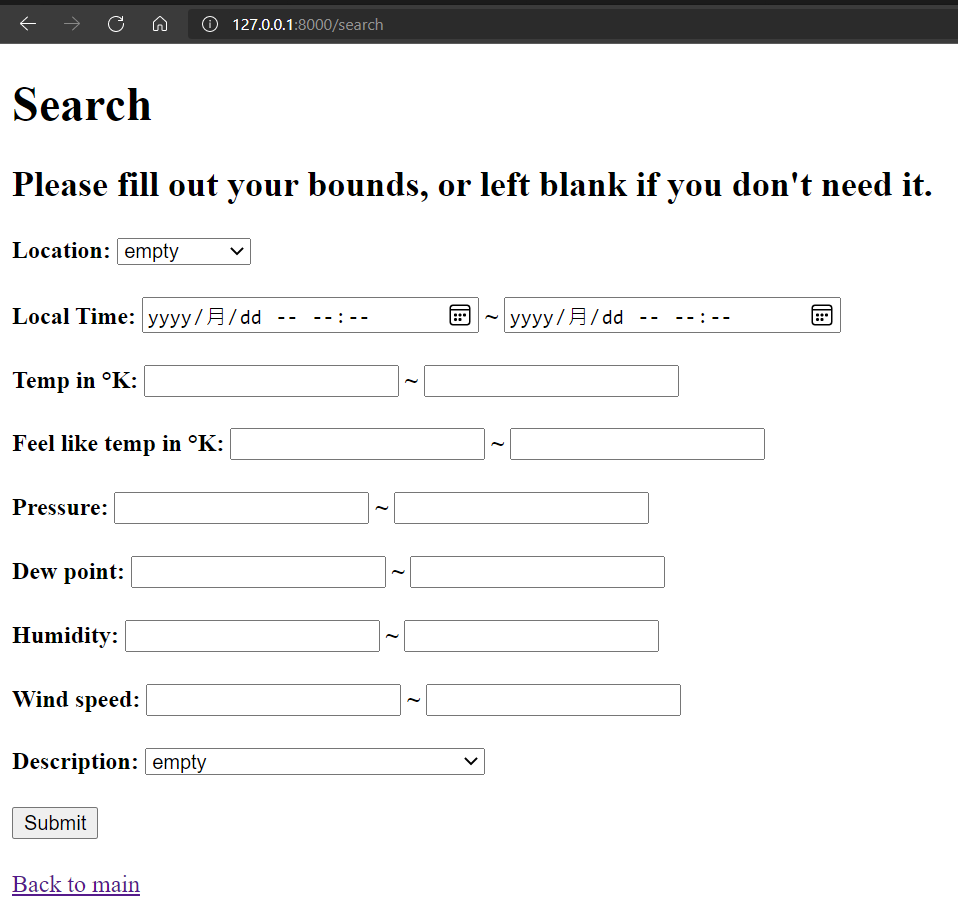 127.0.0.1:8000/search
Search
Please fill out your bounds, or left blank if you don't need it.
Location: empty
Local Time: yyyy/月/dd -- --:-- ~ yyyy/月/dd -- --:--
Temp in °K: ~
Feel like temp in °K: ~
Pressure: ~
Dew point: ~
Humidity: ~
Wind speed: ~
Description: empty
Submit
Back to main